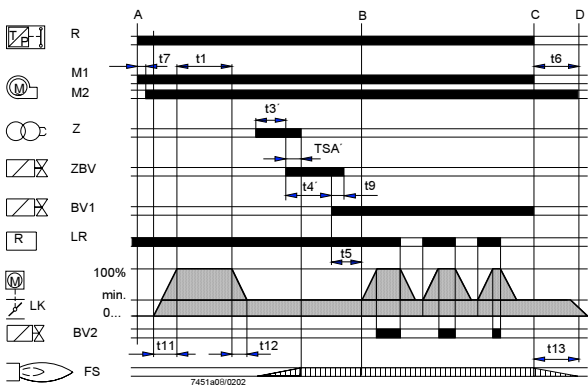 A B C D
T P R
t7 t1 t6
M M1
M2
t3´
Z
TSA´
ZBV
t4´ t9
BV1
R LR
t5
100%
M
min.
LK
0...
BV2
t11 t12 t13
FS
7451a08/0202